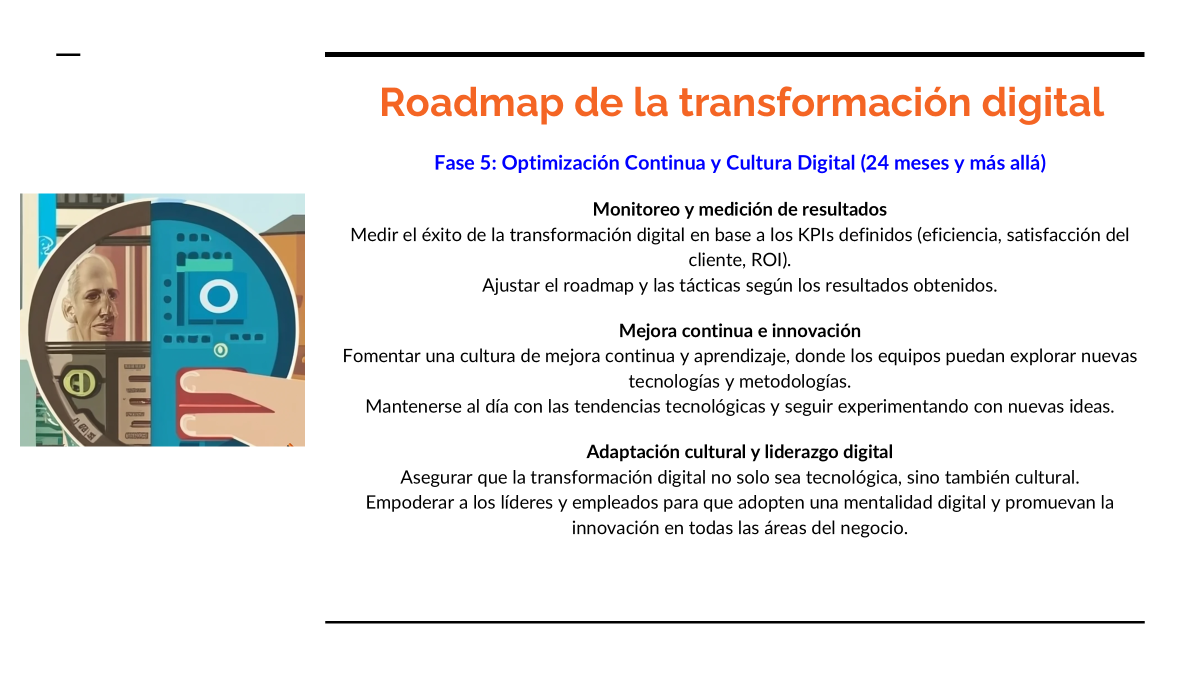 Roadmap de la transformación digital
Fase 5: Optimización Continua y Cultura Digital (24 meses y más allá)
Monitoreo y medición de resultados
Medir el éxito de la transformación digital en base a los KPIs definidos (eficiencia, satisfacción del
cliente, ROI).
Ajustar el roadmap y las tácticas según los resultados obtenidos.
Mejora continua e innovación
Fomentar una cultura de mejora continua y aprendizaje, donde los equipos puedan explorar nuevas
tecnologías y metodologías.
Mantenerse al día con las tendencias tecnológicas y seguir experimentando con nuevas ideas.
Adaptación cultural y liderazgo digital
Asegurar que la transformación digital no solo sea tecnológica, sino también cultural.
Empoderar a los líderes y empleados para que adopten una mentalidad digital y promuevan la
innovación en todas las áreas del negocio.